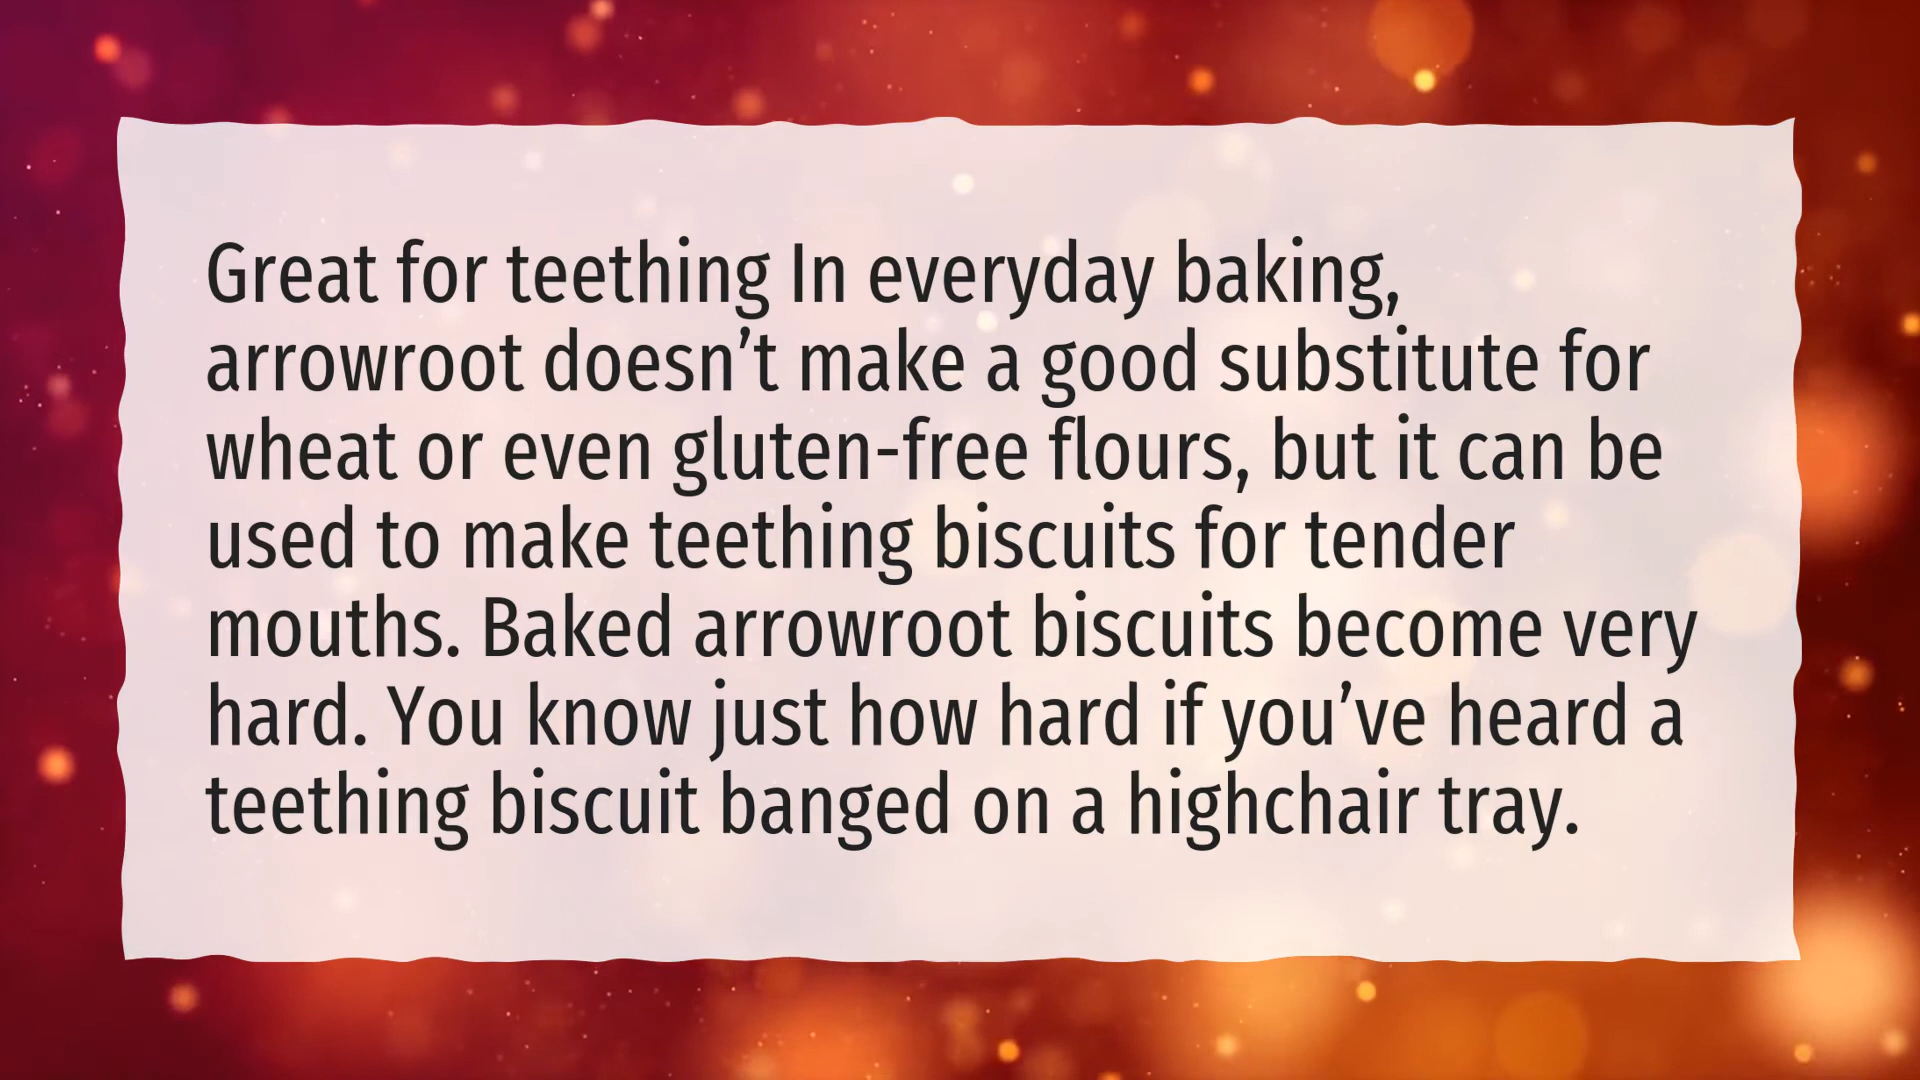 Great for teething In everyday baking,
arrowroot doesn’t make a good substitute for
wheat or even gluten-free flours, but it can be
used to make teething biscuits for tender
mouths. Baked arrowroot biscuits become very
hard. You know just how hard if you’ve heard a
teething biscuit banged on a highchair tray.